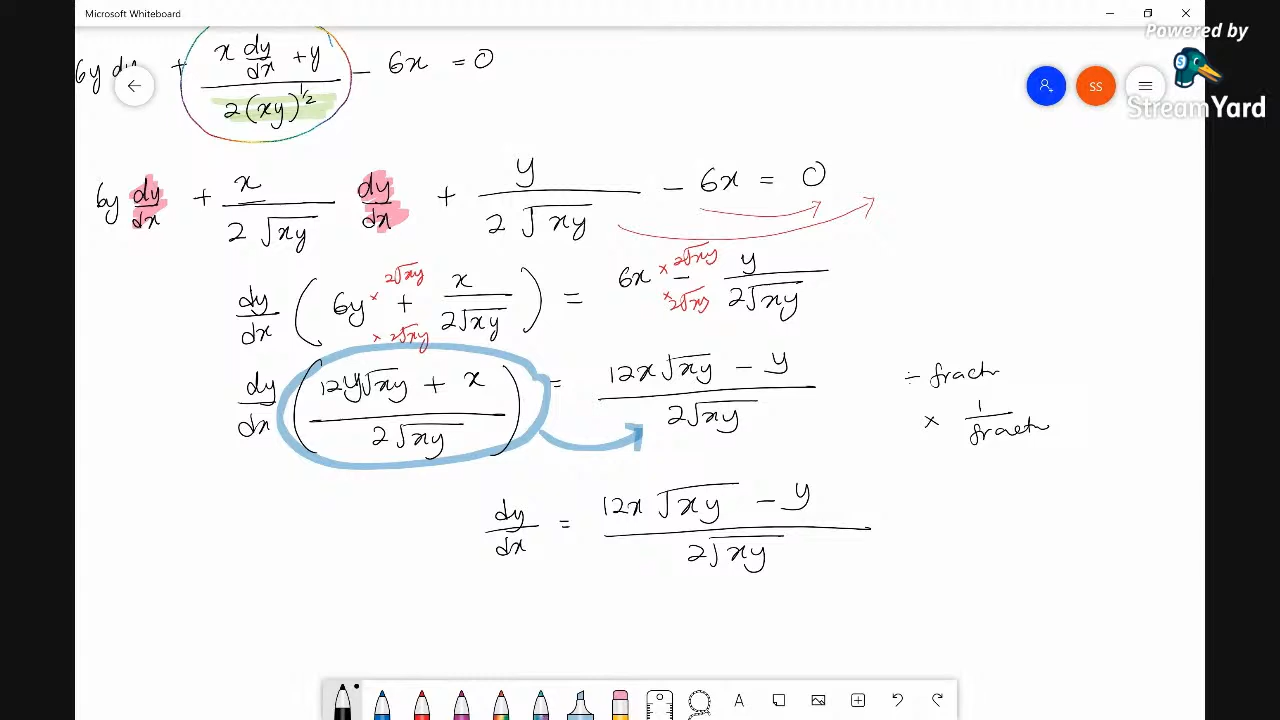 Microsoft Whiteboard
Powered by
StreamYard
SS
6y dy + (x dy/dx + y)/(2(xy)^1/2) - 6x = 0
6y dy/dx + x/(2√xy) dy/dx + y/(2√xy) - 6x = 0
dy/dx (6y × 2√xy / × 2√xy + x/(2√xy)) = 6x × 2√xy / × 2√xy - y/(2√xy)
dy/dx ((12y√xy + x)/(2√xy)) = (12x√xy - y)/(2√xy)
÷ fractn
× 1/fractn
dy/dx = (12x√xy - y)/(2√xy)
A